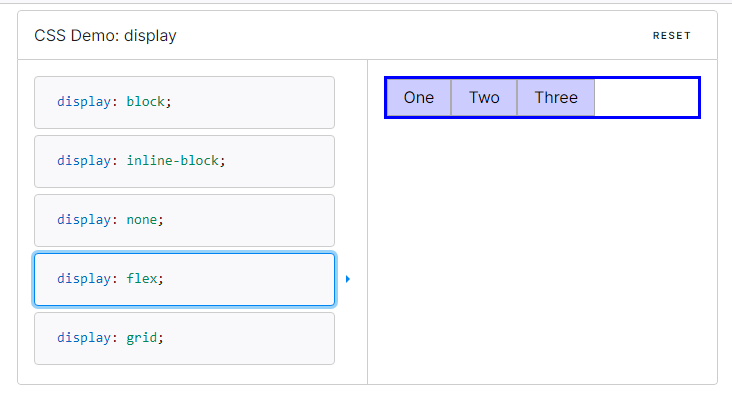 CSS Demo: display
RESET
display: block;
display: inline-block;
display: none;
display: flex;
display: grid;
One Two Three